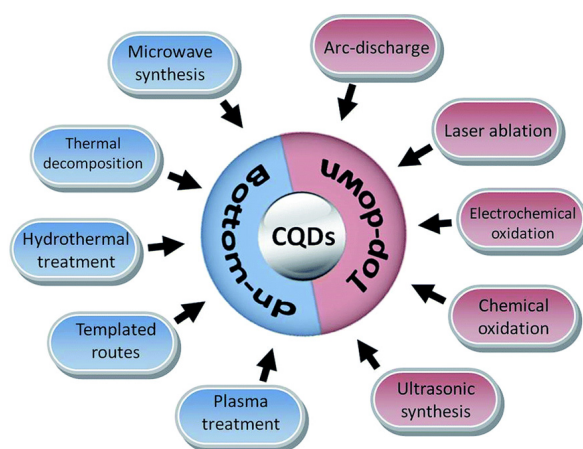 Microwave
synthesis
Arc-discharge
Thermal
decomposition
Laser ablation
Hydrothermal
treatment
Bottom-up
CQDs
Top-down
Electrochemical
oxidation
Templated
routes
Chemical
oxidation
Plasma
treatment
Ultrasonic
synthesis